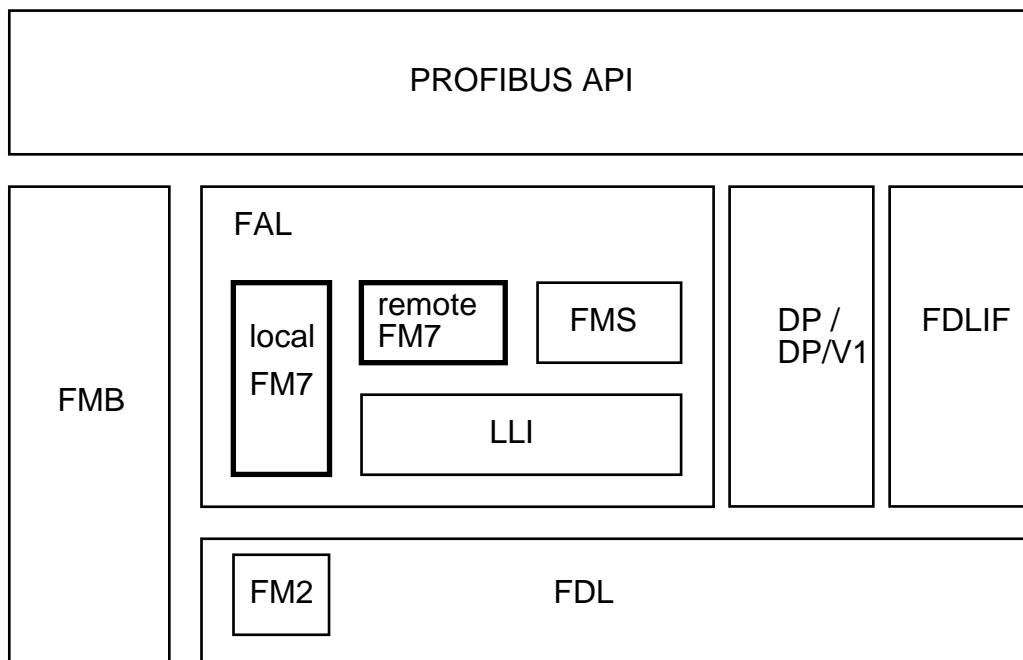 PROFIBUS API
FMB
FAL
local
FM7
remote
FM7
FMS
LLI
DP /
DP/V1
FDLIF
FM2
FDL